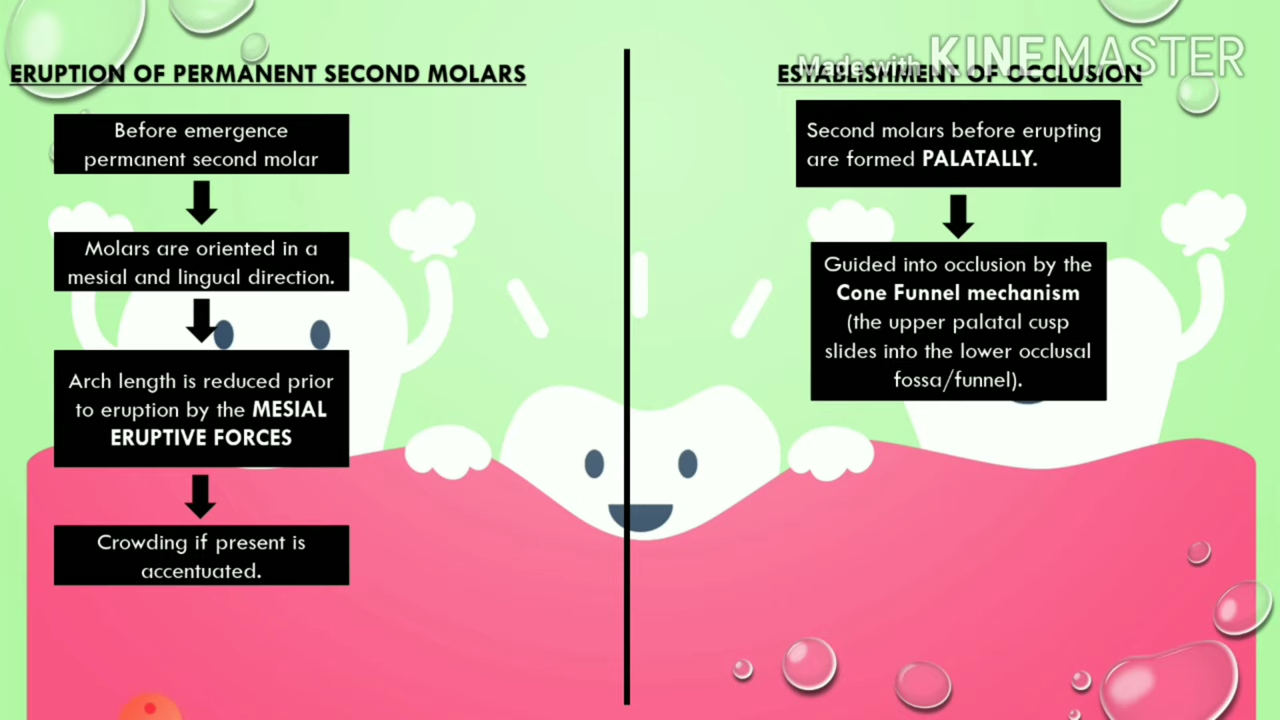 Made with KINEMASTER
ERUPTION OF PERMANENT SECOND MOLARS
Before emergence
permanent second molar
Molars are oriented in a
mesial and lingual direction.
Arch length is reduced prior
to eruption by the MESIAL
ERUPTIVE FORCES
Crowding if present is
accentuated.
ESTABLISHMENT OF OCCLUSION
Second molars before erupting
are formed PALATALLY.
Guided into occlusion by the
Cone Funnel mechanism
(the upper palatal cusp
slides into the lower occlusal
fossa/funnel).